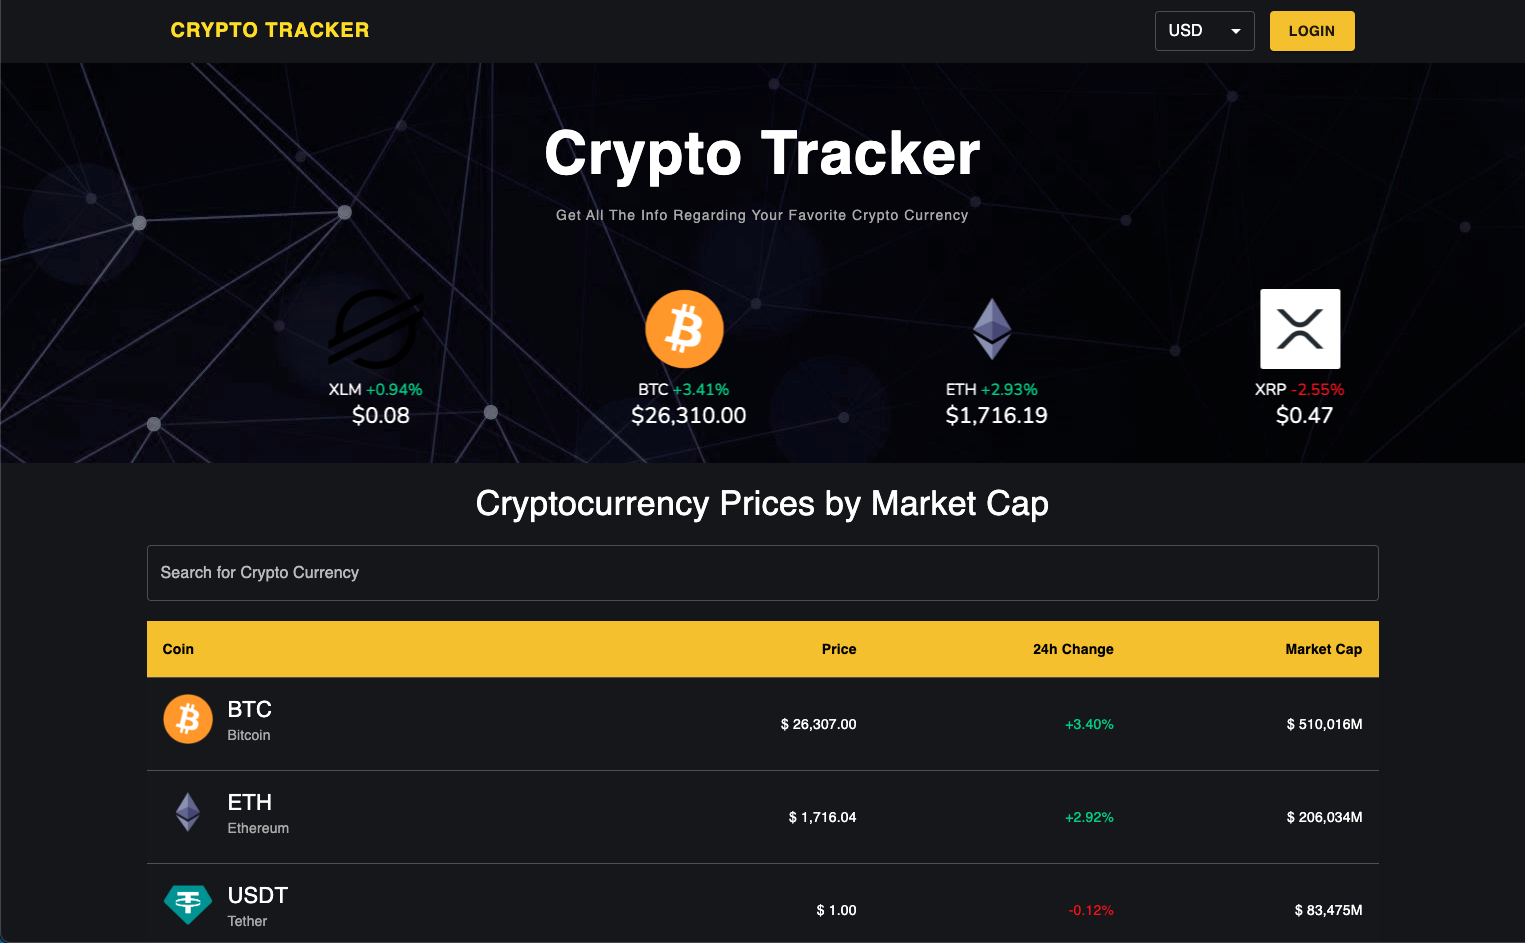 CRYPTO TRACKER
USD
LOGIN
Crypto Tracker
Get All The Info Regarding Your Favorite Crypto Currency
XLM +0.94%
$0.08
BTC +3.41%
$26,310.00
ETH +2.93%
$1,716.19
XRP -2.55%
$0.47
Cryptocurrency Prices by Market Cap
Search for Crypto Currency
Coin Price 24h Change Market Cap
BTC
Bitcoin
$ 26,307.00 +3.40% $ 510,016M
ETH
Ethereum
$ 1,716.04 +2.92% $ 206,034M
USDT
Tether
$ 1.00 -0.12% $ 83,475M